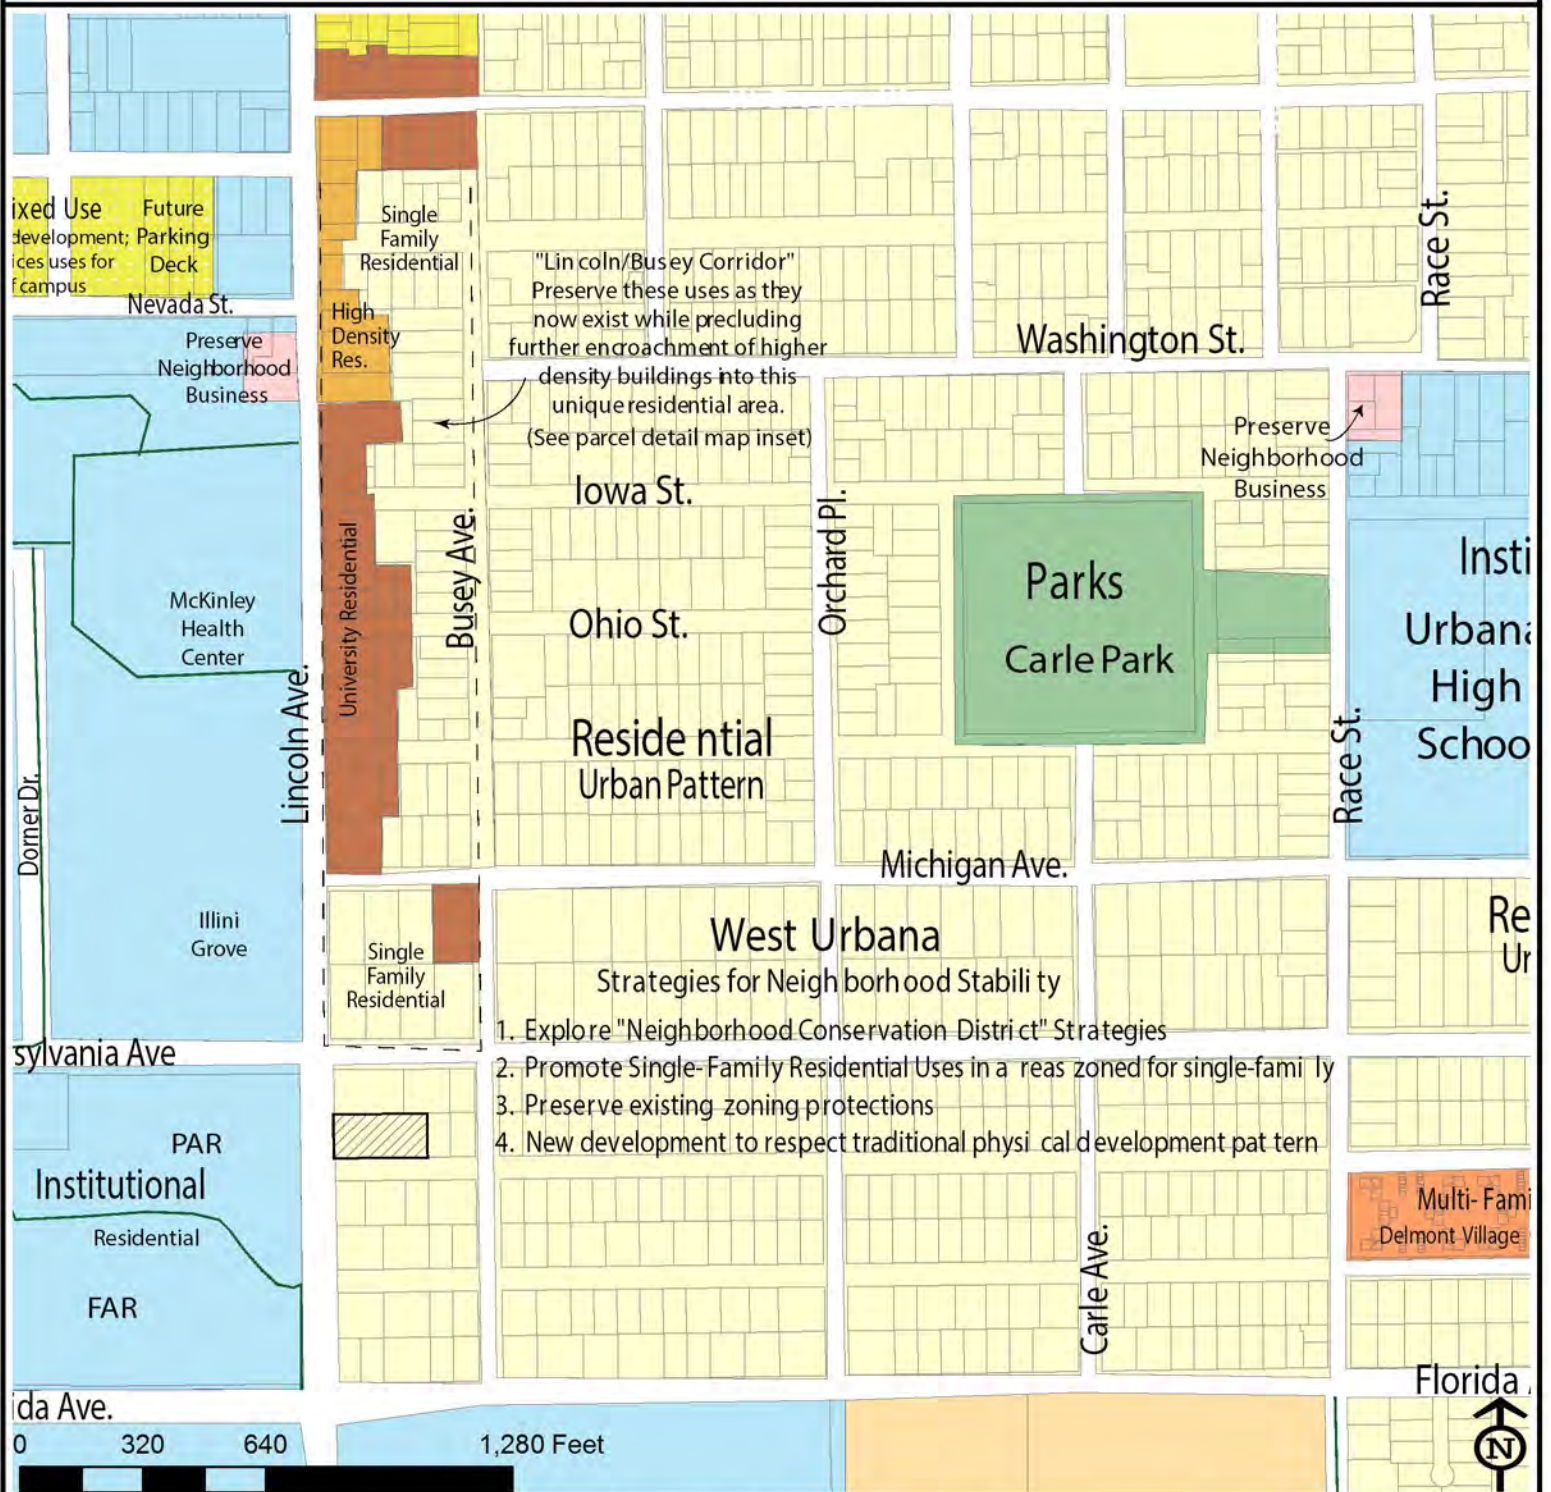 ixed Use
development;
ices uses for
f campus
Future
Parking
Deck
Nevada St.
Preserve
Neighborhood
Business
Single
Family
Residential
High
Density
Res.
"Lincoln/Busey Corridor"
Preserve these uses as they
now exist while precluding
further encroachment of higher
density buildings into this
unique residential area.
(See parcel detail map inset)
Washington St.
Race St.
Preserve
Neighborhood
Business
Iowa St.
Orchard Pl.
Busey Ave.
University Residential
McKinley
Health
Center
Ohio St.
Parks
Carle Park
Insti
Urbana
High
Schoo
Lincoln Ave.
Dorner Dr.
Residential
Urban Pattern
Race St.
Michigan Ave.
Illini
Grove
Single
Family
Residential
West Urbana
Strategies for Neighborhood Stability
1. Explore "Neighborhood Conservation District" Strategies
2. Promote Single-Family Residential Uses in areas zoned for single-family
3. Preserve existing zoning protections
4. New development to respect traditional physical development pattern
Re
Ur
sylvania Ave
PAR
Institutional
Residential
FAR
Multi-Fami
Delmont Village
Carle Ave.
Florida
ida Ave.
0 320 640 1,280 Feet
N